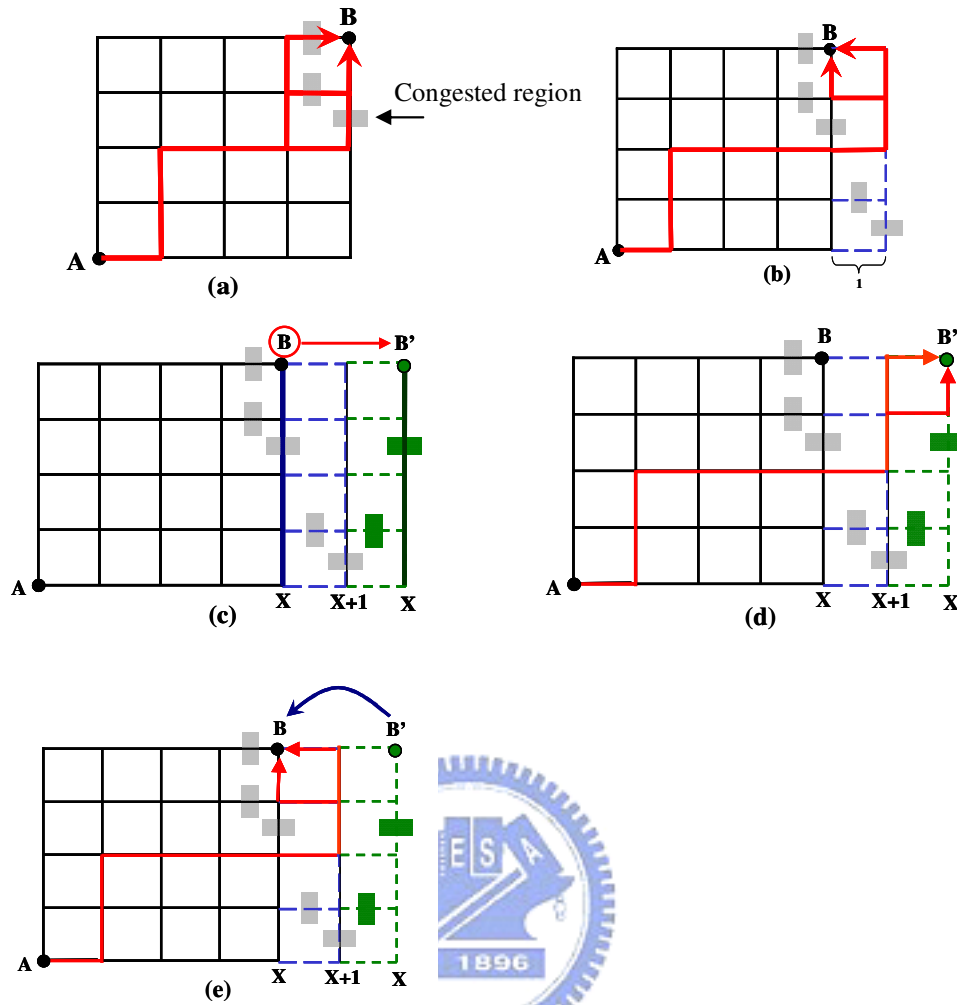 B
Congested region
A
(a)
B
A
(b)
1
B
B’
A
X
X+1
X
(c)
B
B’
A
X
X+1
X
(d)
B
B’
A
X
X+1
X
(e)
E S A
1896